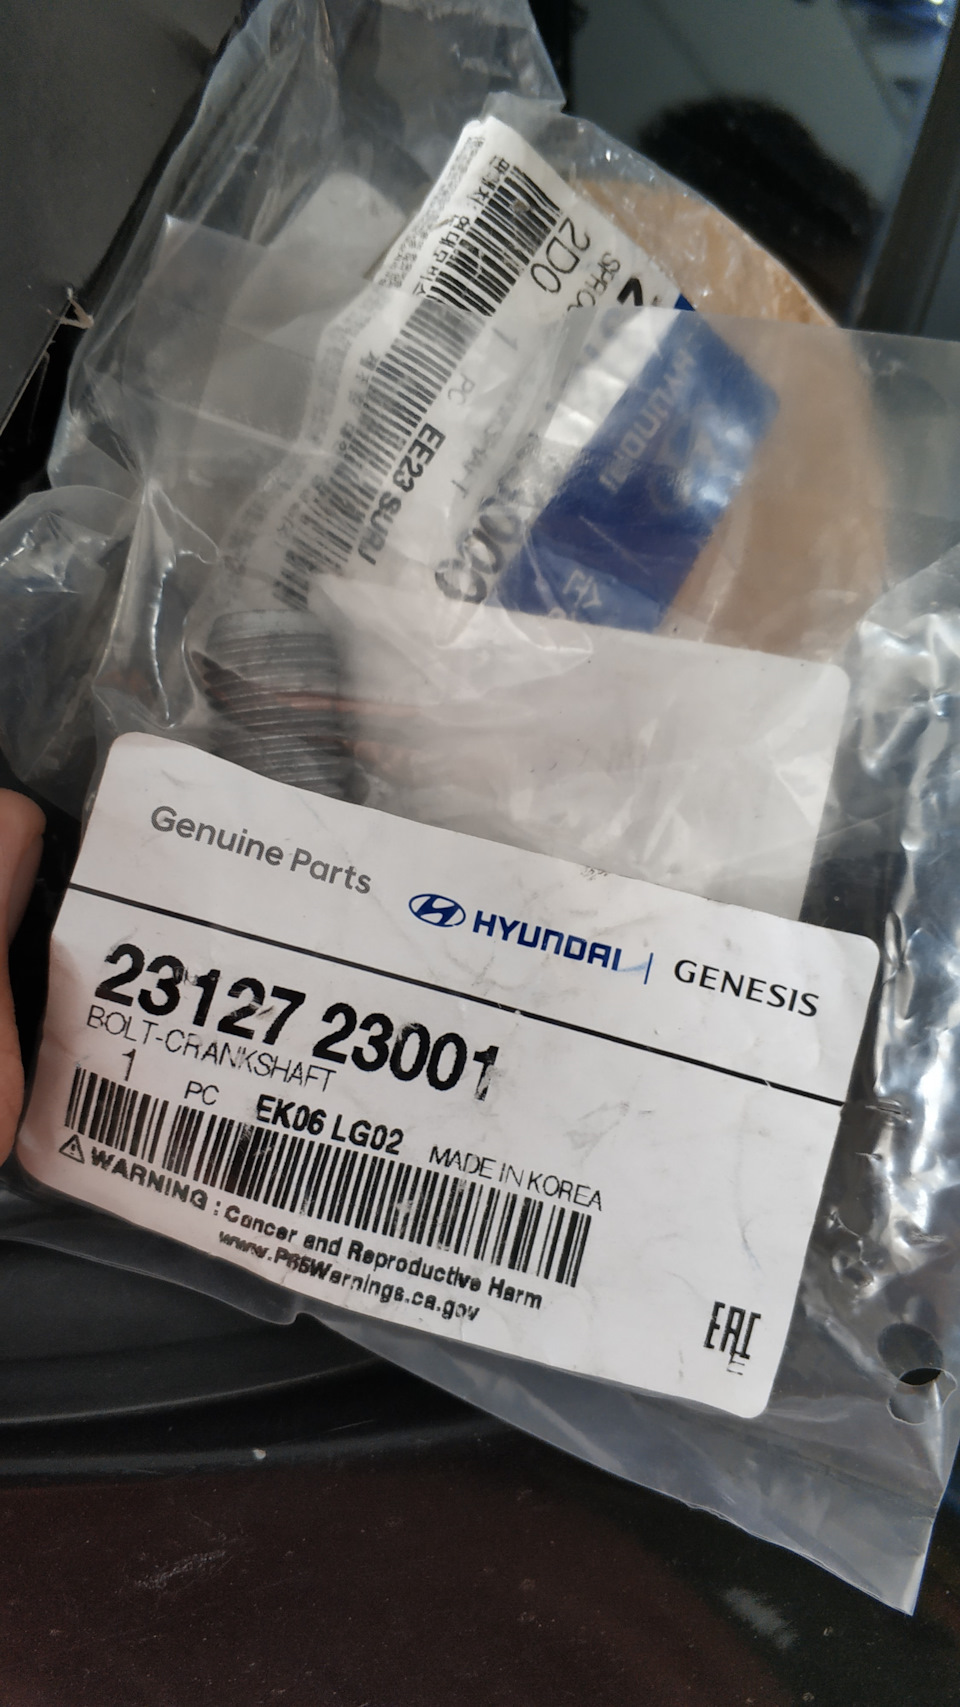 2D0
PC
EE23 SURJ
HYUNDAI
Genuine Parts
HYUNDAI | GENESIS
23127 23001
BOLT-CRANKSHAFT
1 PC EK06 LG02 MADE IN KOREA
WARNING : Cancer and Reproductive Harm
www.P65Warnings.ca.gov
EAC
E